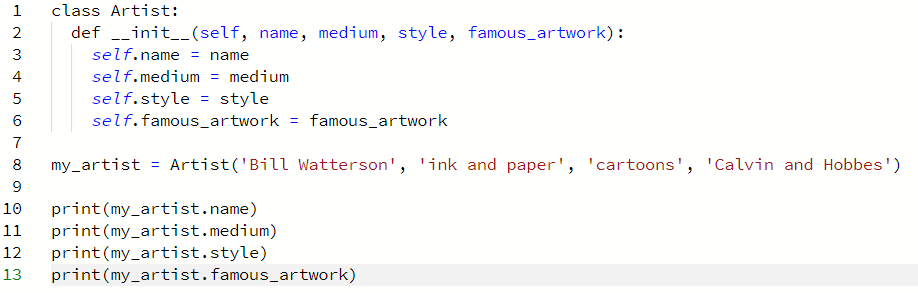 1 class Artist:
2   def __init__(self, name, medium, style, famous_artwork):
3     self.name = name
4     self.medium = medium
5     self.style = style
6     self.famous_artwork = famous_artwork
7
8 my_artist = Artist('Bill Watterson', 'ink and paper', 'cartoons', 'Calvin and Hobbes')
9
10 print(my_artist.name)
11 print(my_artist.medium)
12 print(my_artist.style)
13 print(my_artist.famous_artwork)